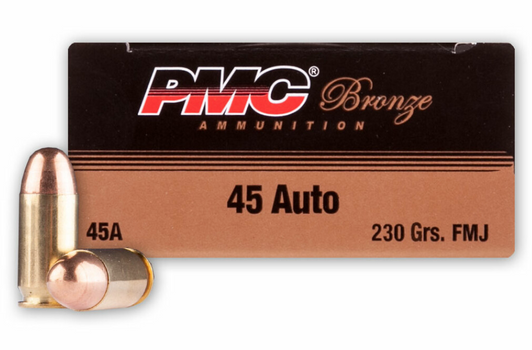 PMC® Bronze
AMMUNITION
45 Auto
45A 230 Grs. FMJ